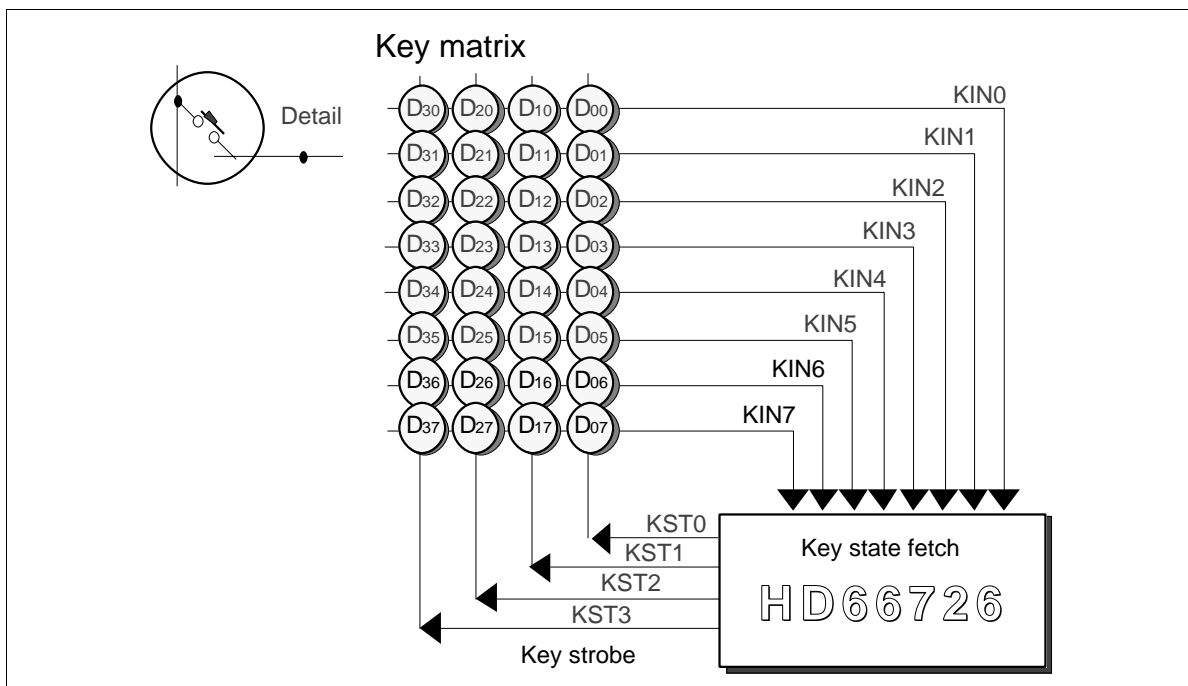 Key matrix
Detail
D30 D20 D10 D00 KIN0
D31 D21 D11 D01 KIN1
D32 D22 D12 D02 KIN2
D33 D23 D13 D03 KIN3
D34 D24 D14 D04 KIN4
D35 D25 D15 D05 KIN5
D36 D26 D16 D06 KIN6
D37 D27 D17 D07 KIN7
KST0
KST1
KST2
KST3
Key strobe
Key state fetch
HD66726